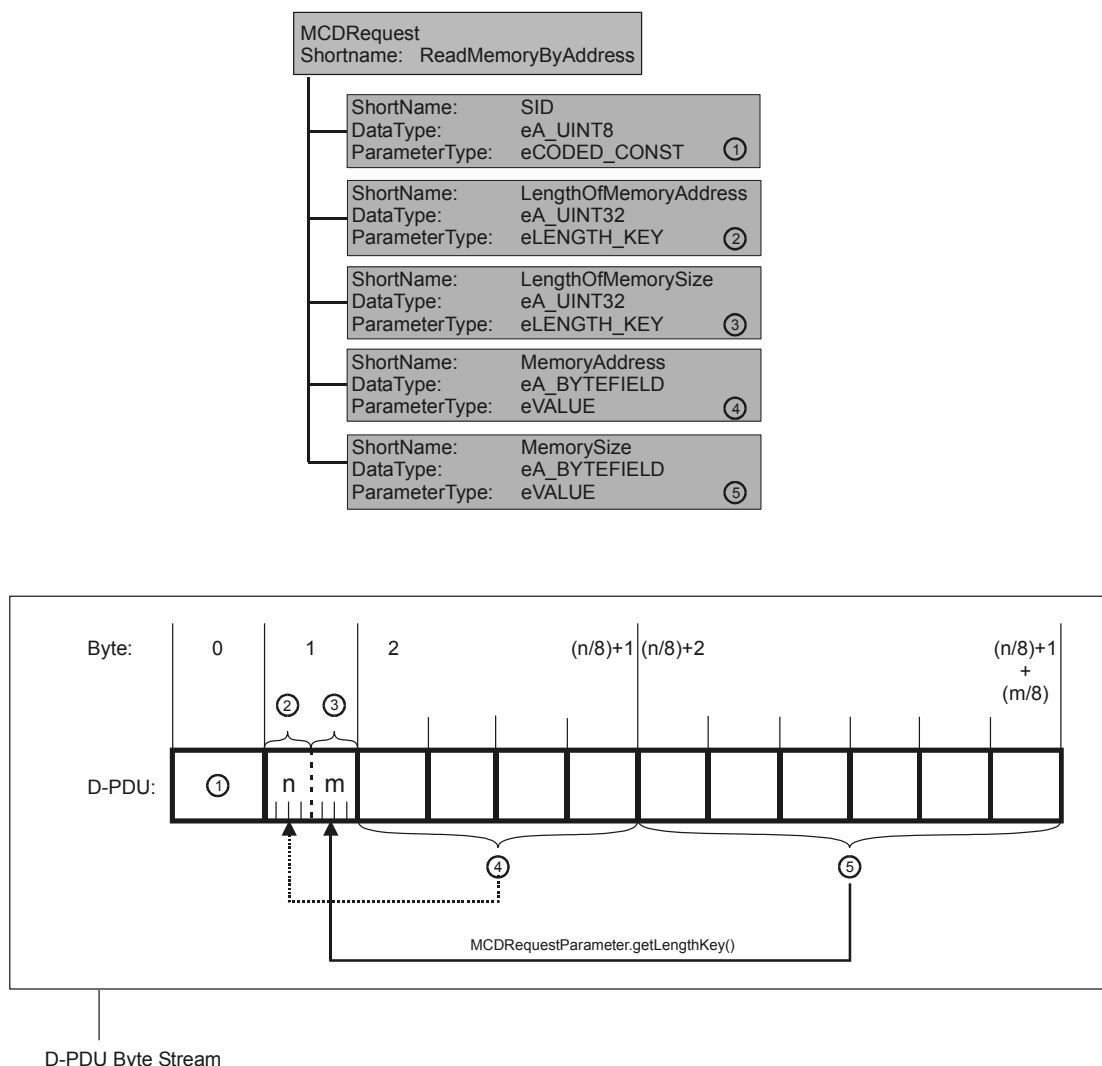 MCDRequest
Shortname: ReadMemoryByAddress
ShortName: SID
DataType: eA_UINT8
ParameterType: eCODED_CONST 1
ShortName: LengthOfMemoryAddress
DataType: eA_UINT32
ParameterType: eLENGTH_KEY 2
ShortName: LengthOfMemorySize
DataType: eA_UINT32
ParameterType: eLENGTH_KEY 3
ShortName: MemoryAddress
DataType: eA_BYTEFIELD
ParameterType: eVALUE 4
ShortName: MemorySize
DataType: eA_BYTEFIELD
ParameterType: eVALUE 5
Byte: 0 1 2 (n/8)+1 (n/8)+2 (n/8)+1
+
(m/8)
2 3
D-PDU: 1 n m
4 5
MCDRequestParameter.getLengthKey()
D-PDU Byte Stream